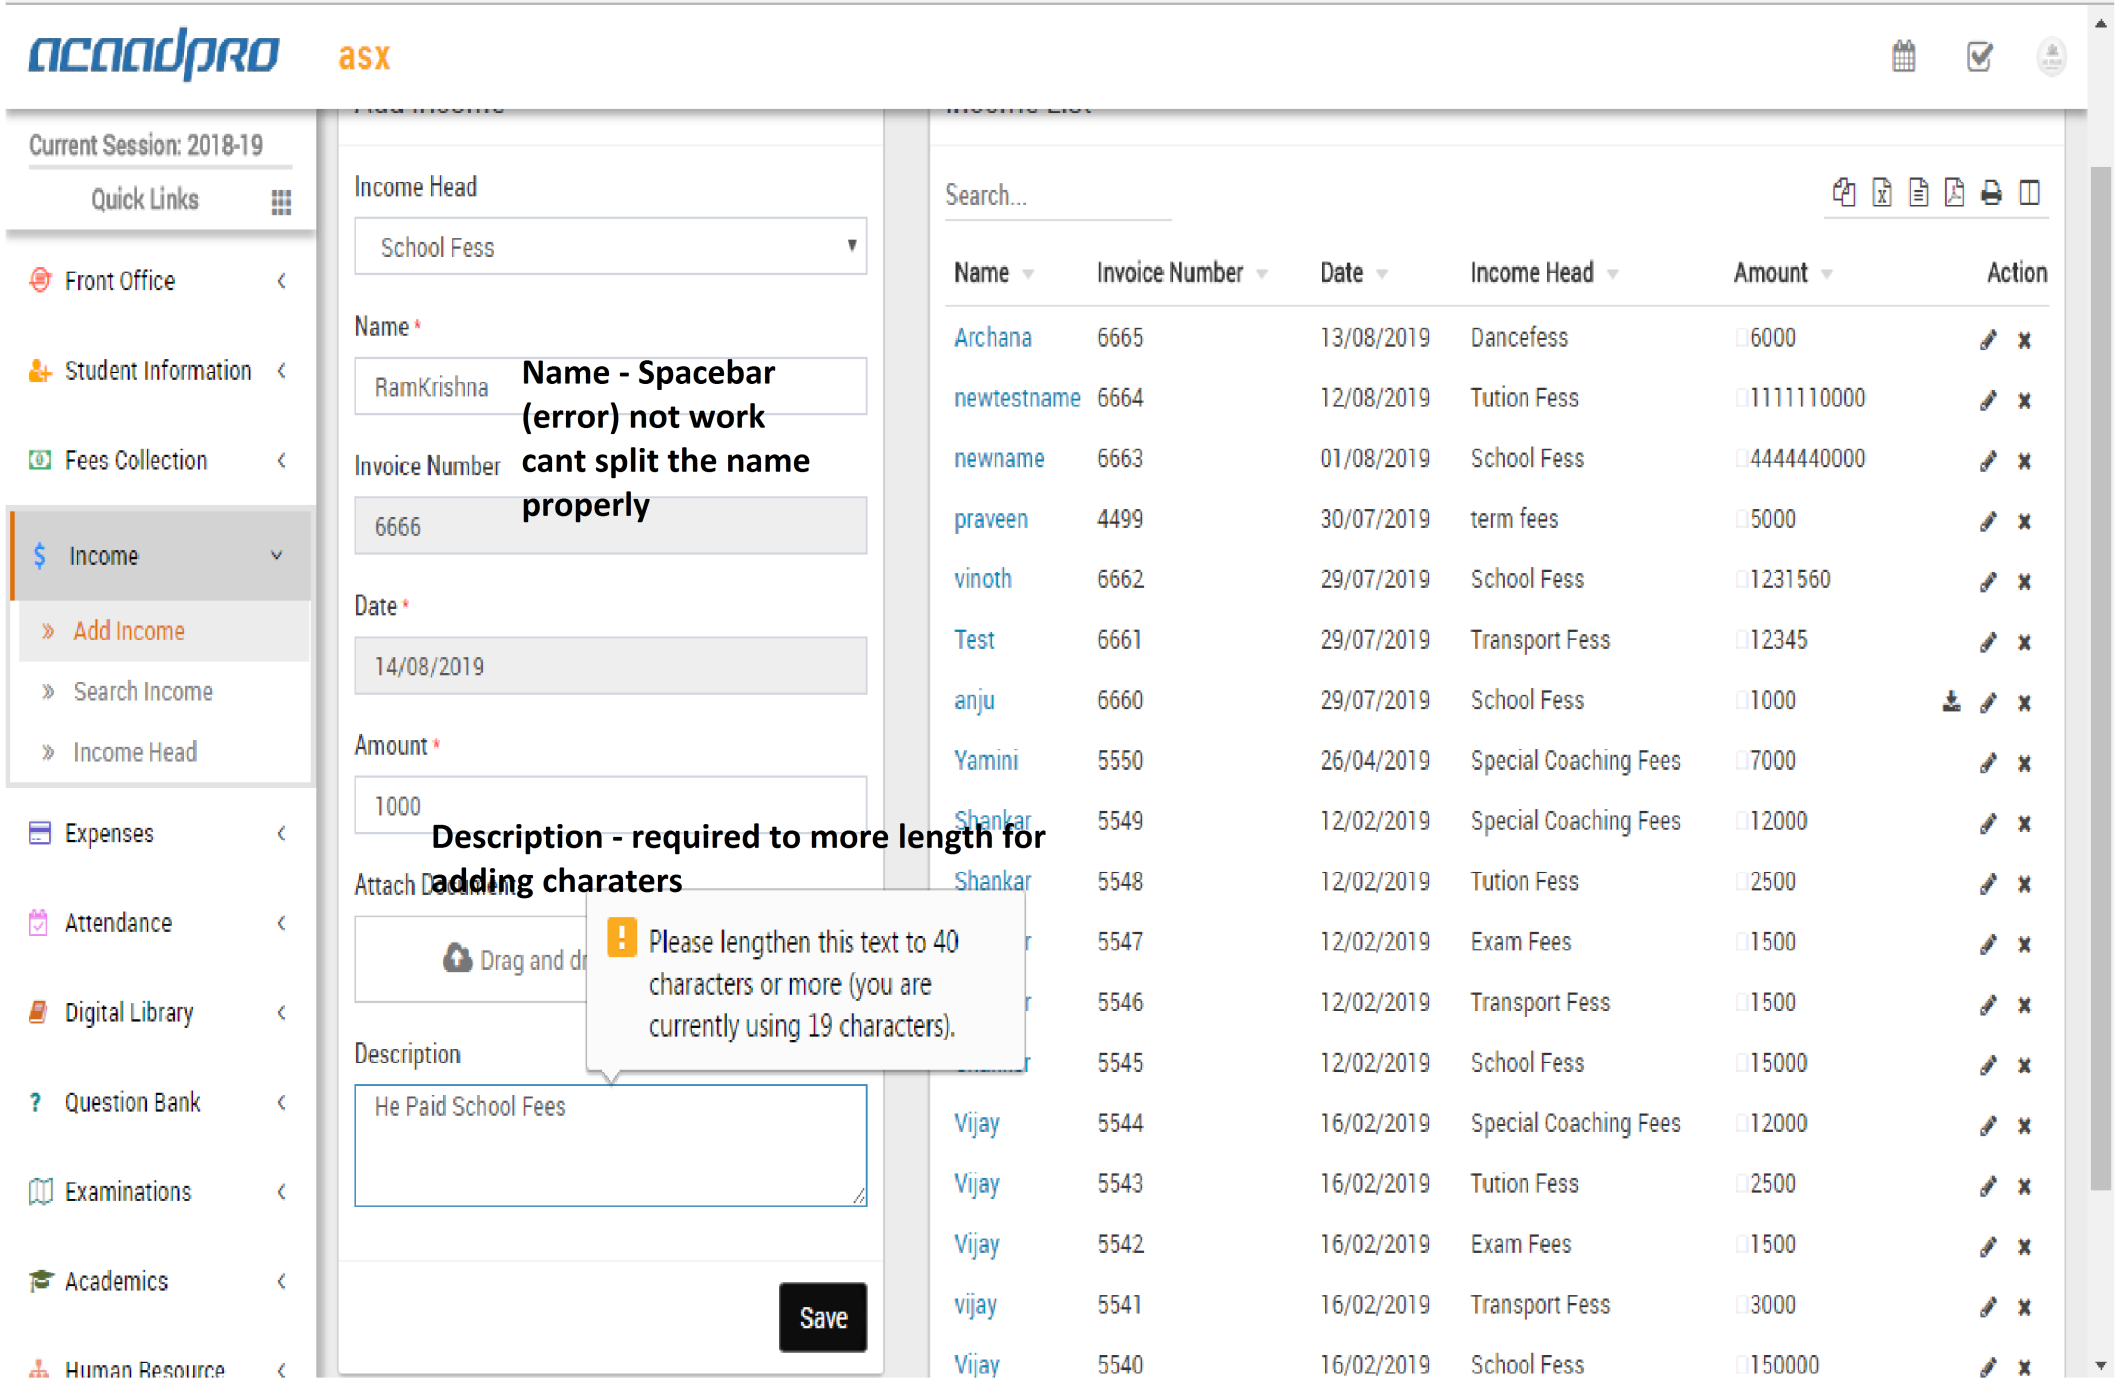 acaadpro asx
Current Session: 2018-19
Quick Links
Front Office
Student Information
Fees Collection
Income
Add Income
Search Income
Income Head
Expenses
Attendance
Digital Library
Question Bank
Examinations
Academics
Human Resource
Add Income
Income Head
School Fess
Name *
RamKrishna
Name - Spacebar
(error) not work
cant split the name
properly
Invoice Number
6666
Date *
14/08/2019
Amount *
1000
Description - required to more length for
adding charaters
Attach Document
Drag and dr
Please lengthen this text to 40
characters or more (you are
currently using 19 characters).
Description
He Paid School Fees
Save
Income List
Search...
Name Invoice Number Date Income Head Amount Action
Archana 6665 13/08/2019 Dancefess 6000
newtestname 6664 12/08/2019 Tution Fess 1111110000
newname 6663 01/08/2019 School Fess 4444440000
praveen 4499 30/07/2019 term fees 5000
vinoth 6662 29/07/2019 School Fess 1231560
Test 6661 29/07/2019 Transport Fess 12345
anju 6660 29/07/2019 School Fess 1000
Yamini 5550 26/04/2019 Special Coaching Fees 7000
Shankar 5549 12/02/2019 Special Coaching Fees 12000
Shankar 5548 12/02/2019 Tution Fess 2500
r 5547 12/02/2019 Exam Fees 1500
r 5546 12/02/2019 Transport Fess 1500
5545 12/02/2019 School Fess 15000
Vijay 5544 16/02/2019 Special Coaching Fees 12000
Vijay 5543 16/02/2019 Tution Fess 2500
Vijay 5542 16/02/2019 Exam Fees 1500
vijay 5541 16/02/2019 Transport Fess 3000
Vijay 5540 16/02/2019 School Fess 150000